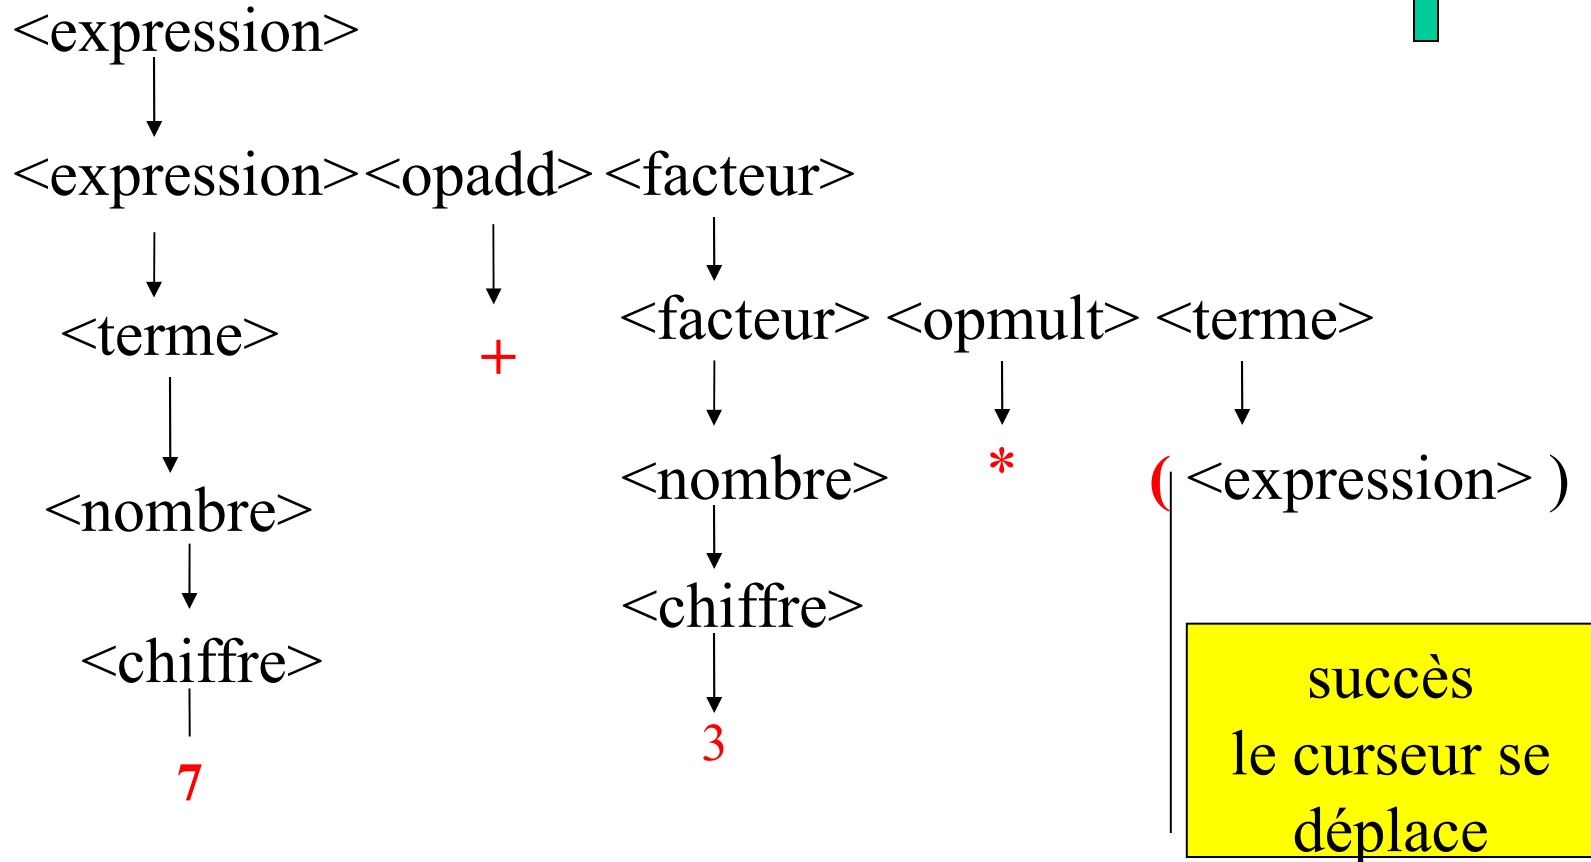 <expression>
<expression> <opadd> <facteur>
<terme> + <facteur> <opmult> <terme>
<nombre> <nombre> * ( <expression> )
<chiffre> <chiffre>
7 3
succès
le curseur se
déplace